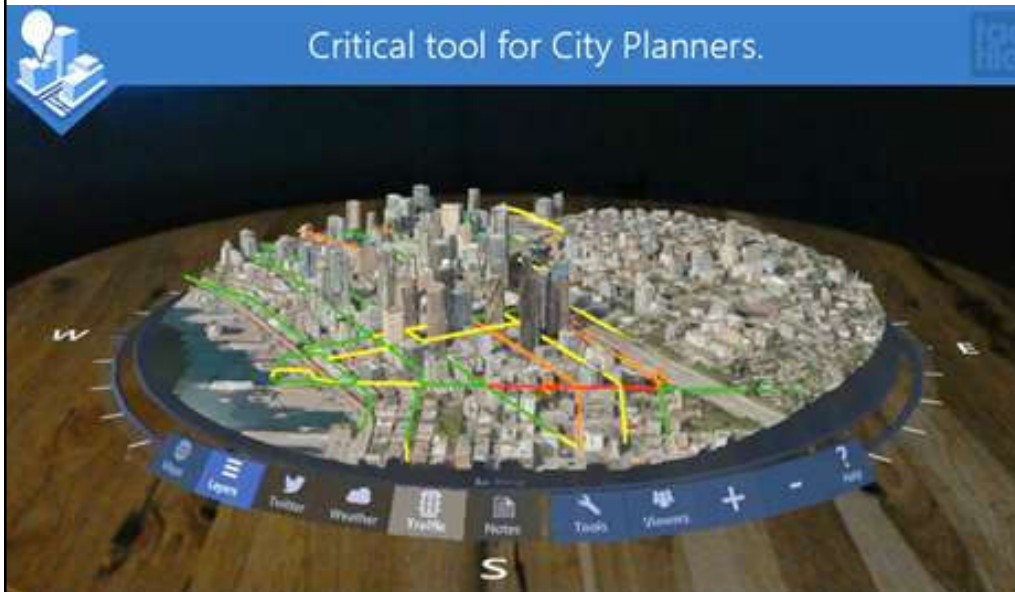 Critical tool for City Planners.
W
E
Layers
Twitter
Weather
Traffic
Notes
Tools
Viewers
+
-
?
S